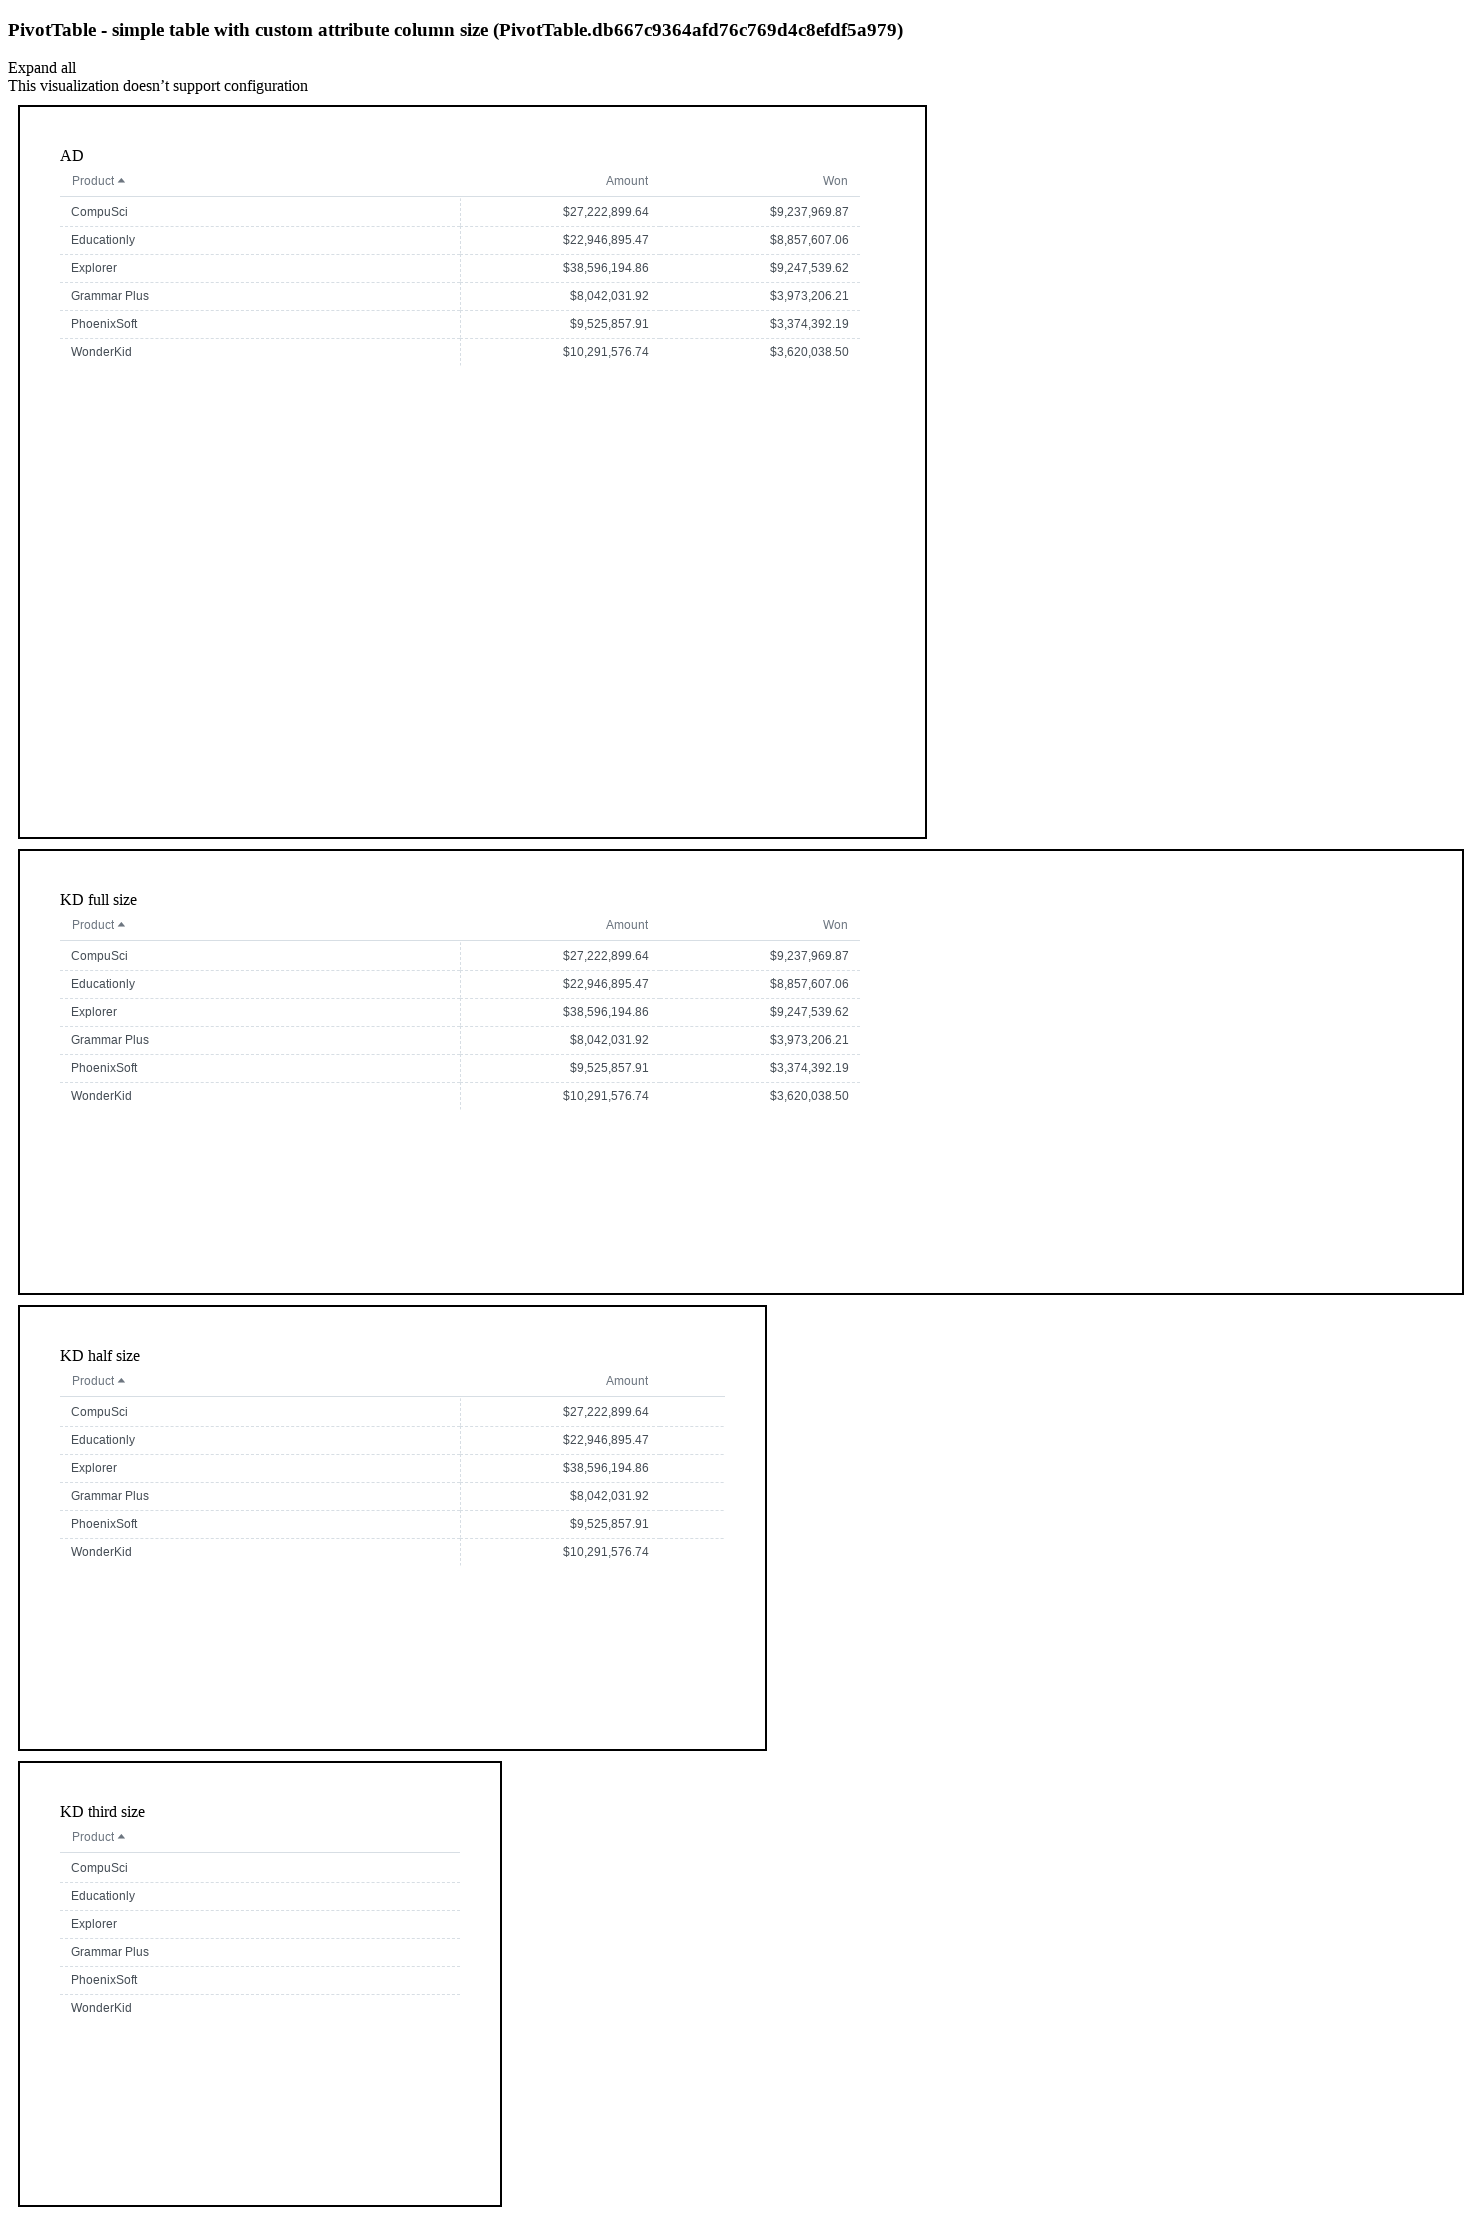 PivotTable - simple table with custom attribute column size (PivotTable.db667c9364afd76c769d4c8efdf5a979)
Expand all
This visualization doesn’t support configuration
AD
Product Amount Won
CompuSci $27,222,899.64 $9,237,969.87
Educationly $22,946,895.47 $8,857,607.06
Explorer $38,596,194.86 $9,247,539.62
Grammar Plus $8,042,031.92 $3,973,206.21
PhoenixSoft $9,525,857.91 $3,374,392.19
WonderKid $10,291,576.74 $3,620,038.50
KD full size
Product Amount Won
CompuSci $27,222,899.64 $9,237,969.87
Educationly $22,946,895.47 $8,857,607.06
Explorer $38,596,194.86 $9,247,539.62
Grammar Plus $8,042,031.92 $3,973,206.21
PhoenixSoft $9,525,857.91 $3,374,392.19
WonderKid $10,291,576.74 $3,620,038.50
KD half size
Product Amount
CompuSci $27,222,899.64
Educationly $22,946,895.47
Explorer $38,596,194.86
Grammar Plus $8,042,031.92
PhoenixSoft $9,525,857.91
WonderKid $10,291,576.74
KD third size
Product
CompuSci
Educationly
Explorer
Grammar Plus
PhoenixSoft
WonderKid